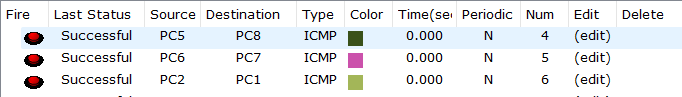 Fire Last Status Source Destination Type Color Time(sec Periodic Num Edit Delete
Successful PC5 PC8 ICMP 0.000 N 4 (edit)
Successful PC6 PC7 ICMP 0.000 N 5 (edit)
Successful PC2 PC1 ICMP 0.000 N 6 (edit)